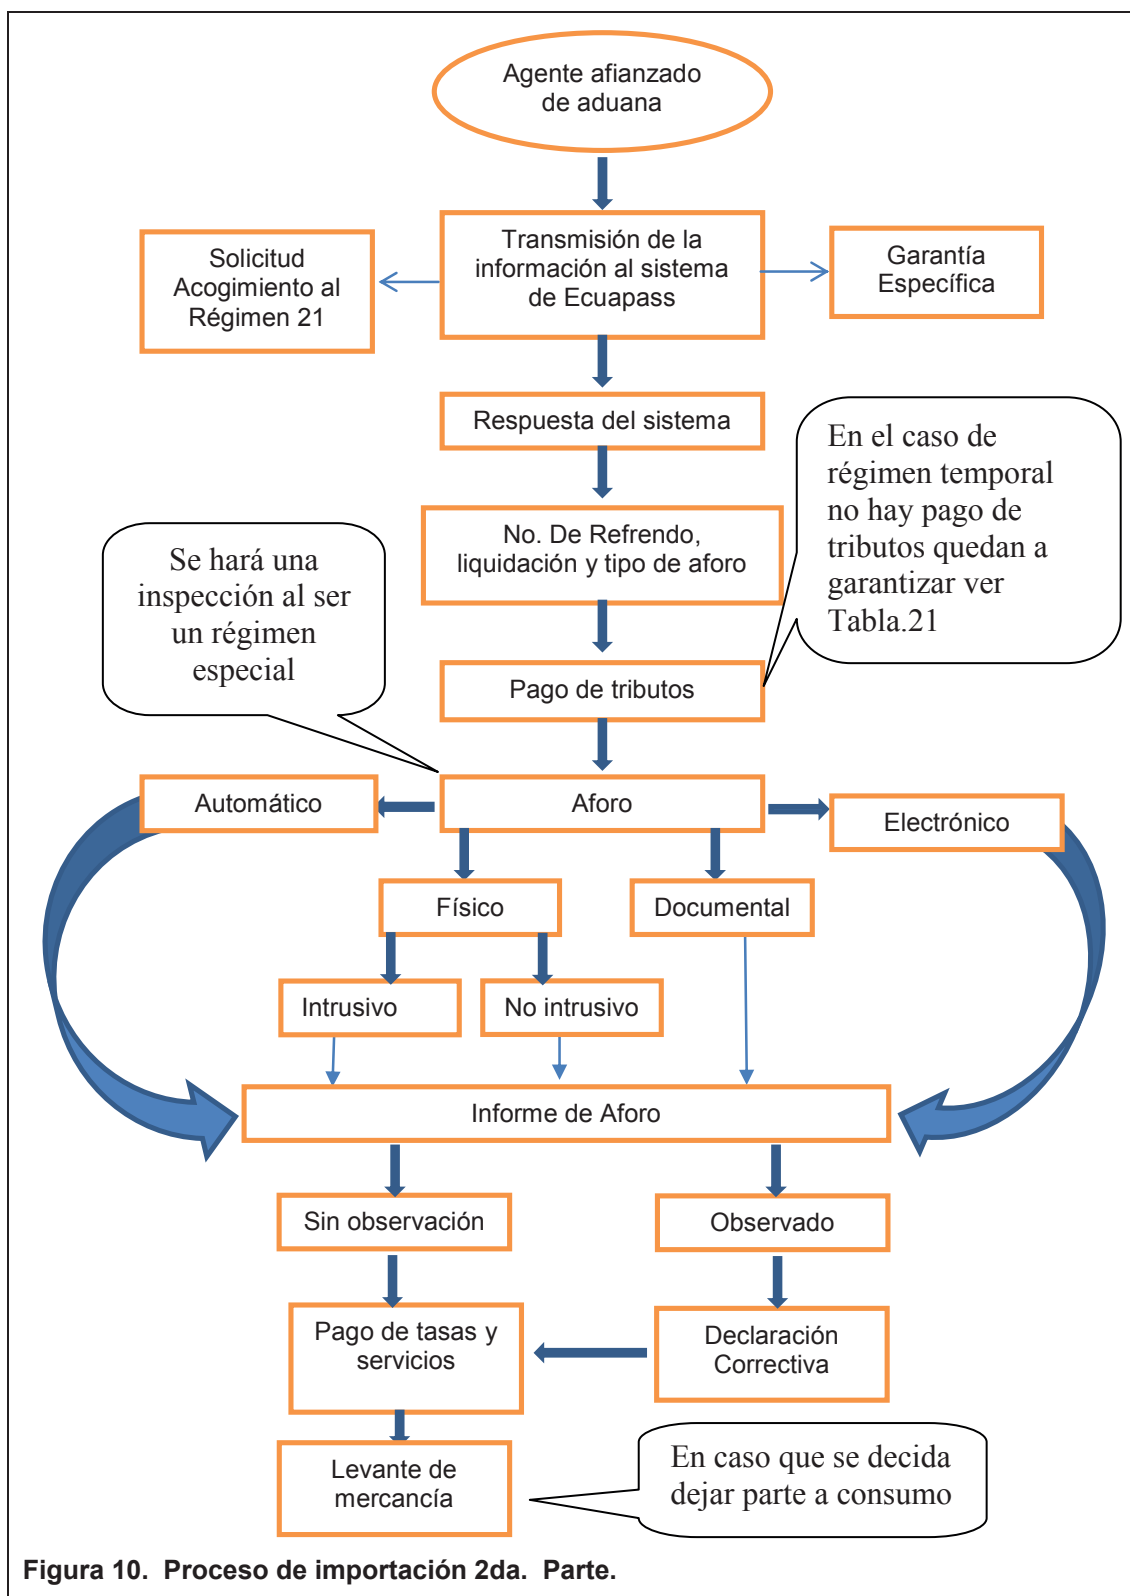 Agente afianzado
de aduana
Solicitud
Acogimiento al
Régimen 21
Transmisión de la
información al sistema
de Ecuapass
Garantía
Específica
Respuesta del sistema
En el caso de
régimen temporal
no hay pago de
tributos quedan a
garantizar ver
Tabla.21
No. De Refrendo,
liquidación y tipo de aforo
Se hará una
inspección al ser
un régimen
especial
Pago de tributos
Automático
Aforo
Electrónico
Físico
Documental
Intrusivo
No intrusivo
Informe de Aforo
Sin observación
Observado
Pago de tasas y
servicios
Declaración
Correctiva
Levante de
mercancía
En caso que se decida
dejar parte a consumo
Figura 10. Proceso de importación 2da. Parte.